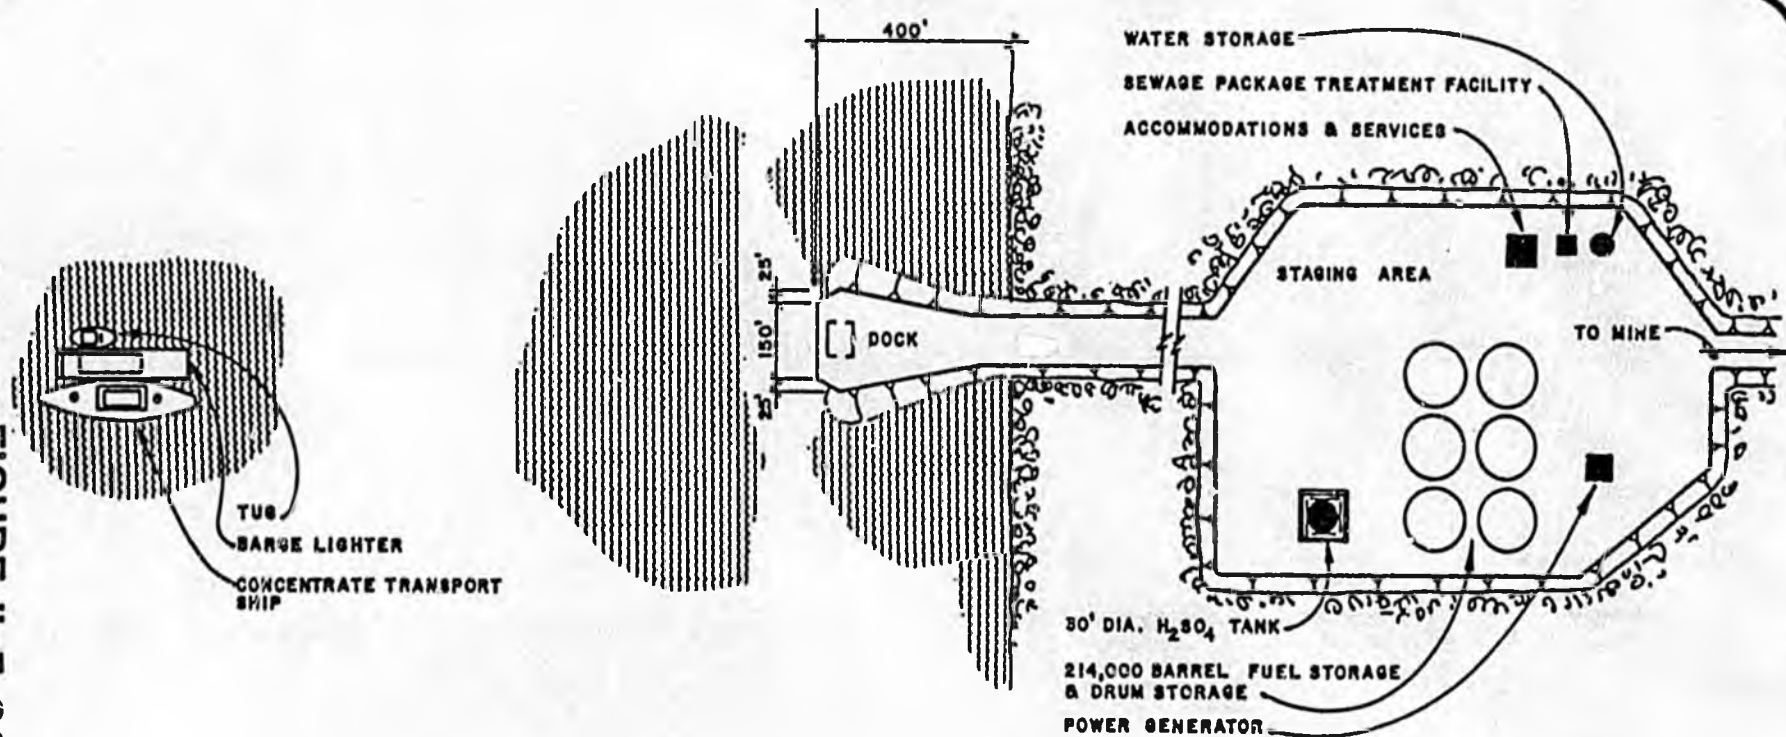 400'
WATER STORAGE
SEWAGE PACKAGE TREATMENT FACILITY
ACCOMMODATIONS & SERVICES
STAGING AREA
25'
150'
25'
DOCK
TO MINE
TUG
BARGE LIGHTER
CONCENTRATE TRANSPORT
SHIP
30' DIA. H₂SO₄ TANK
214,000 BARREL FUEL STORAGE
& DRUM STORAGE
POWER GENERATOR